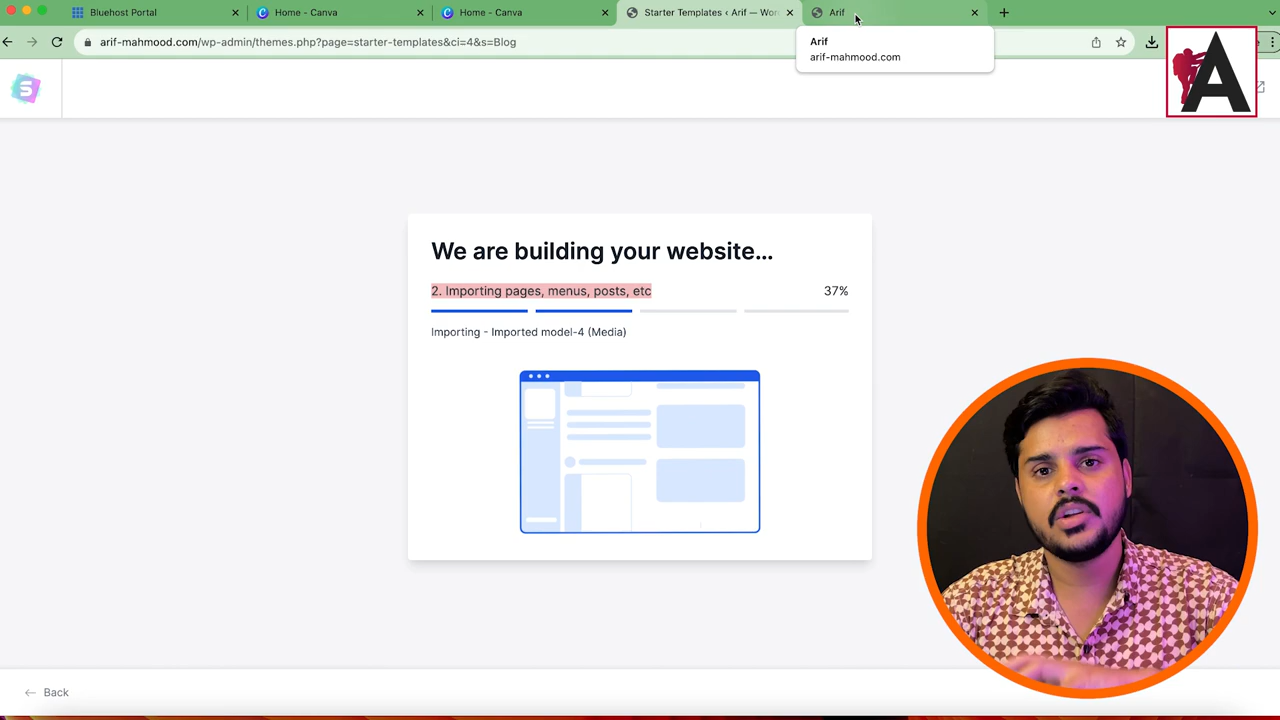 Bluehost Portal
Home - Canva
Home - Canva
Starter Templates ‹ Arif — Wor
Arif
arif-mahmood.com/wp-admin/themes.php?page=starter-templates&ci=4&s=Blog
Arif
arif-mahmood.com
S
A
We are building your website...
2. Importing pages, menus, posts, etc
37%
Importing - Imported model-4 (Media)
Back